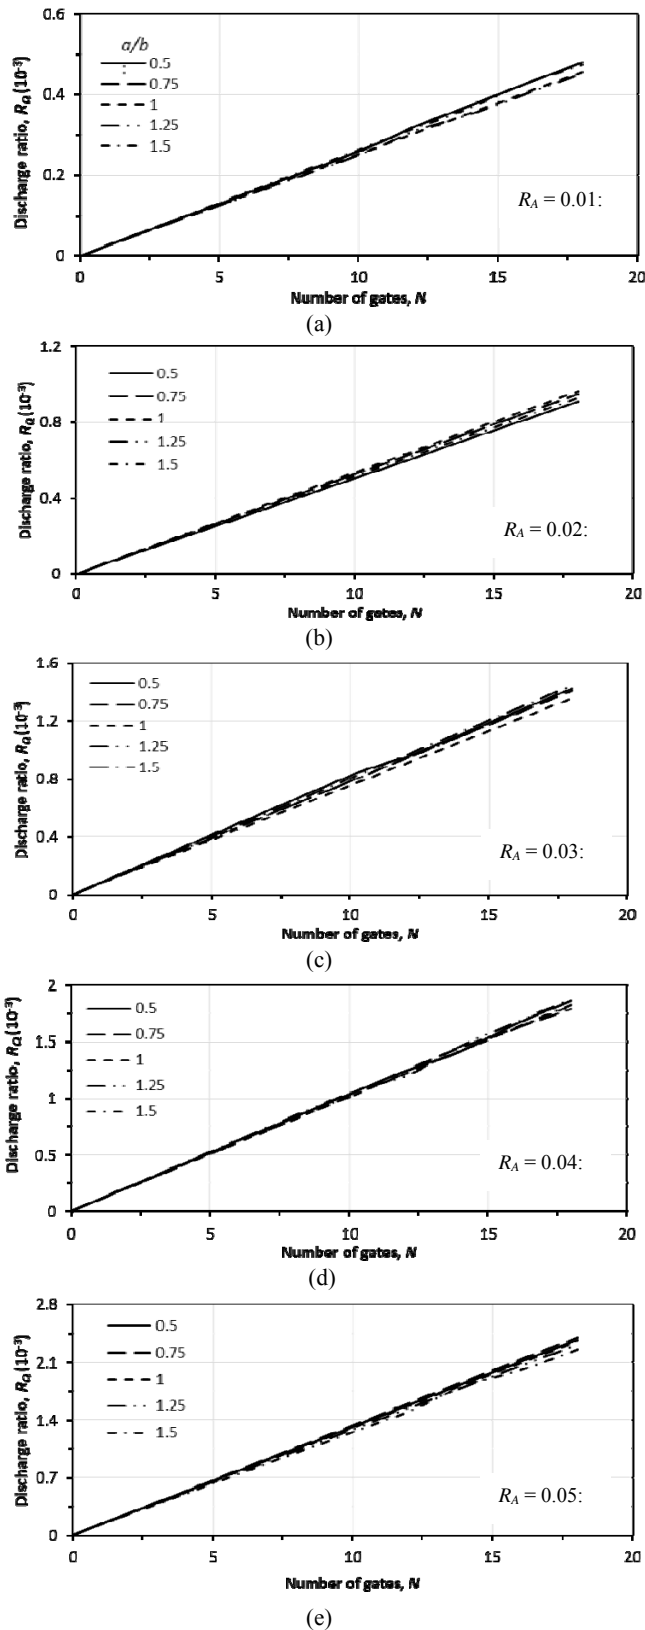 0.6
0.4
0.2
0
Discharge ratio, R_Q (10⁻³)
a/b
0.5
0.75
1
1.25
1.5
R_A = 0.01:
0 5 10 15 20
Number of gates, N
(a)
1.2
0.8
0.4
0
Discharge ratio, R_Q (10⁻³)
0.5
0.75
1
1.25
1.5
R_A = 0.02:
0 5 10 15 20
Number of gates, N
(b)
1.6
1.2
0.8
0.4
0
Discharge ratio, R_Q (10⁻³)
0.5
0.75
1
1.25
1.5
R_A = 0.03:
0 5 10 15 20
Number of gates, N
(c)
2
1.5
1
0.5
0
Discharge ratio, R_Q (10⁻³)
0.5
0.75
1
1.25
1.5
R_A = 0.04:
0 5 10 15 20
Number of gates, N
(d)
2.8
2.1
1.4
0.7
0
Discharge ratio, R_Q (10⁻³)
0.5
0.75
1
1.25
1.5
R_A = 0.05:
0 5 10 15 20
Number of gates, N
(e)